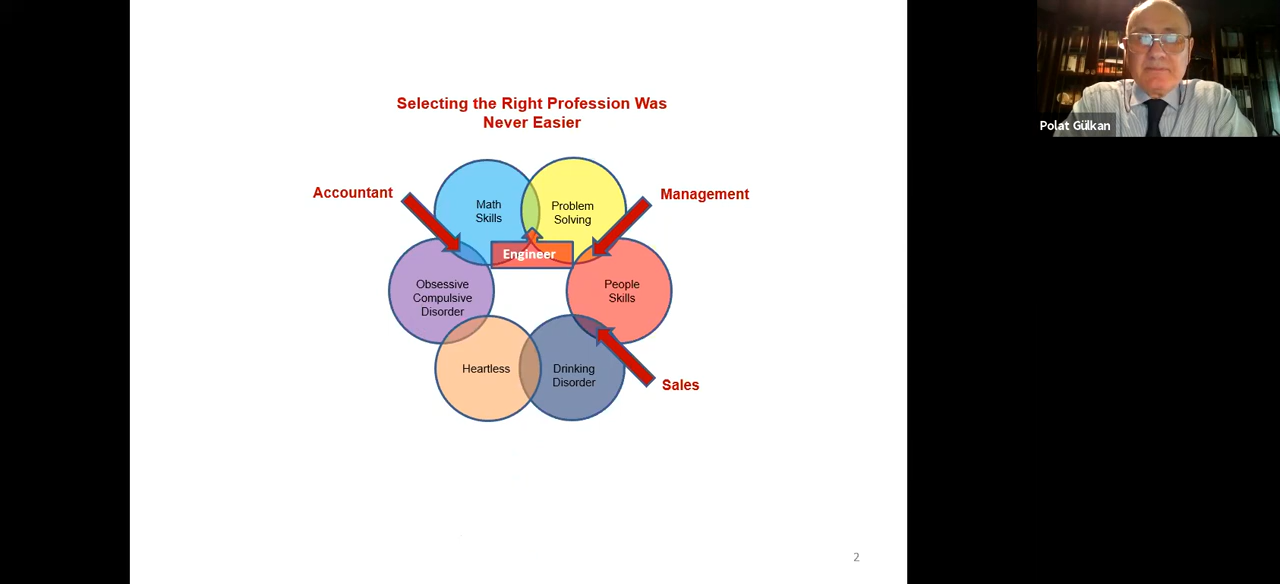 Selecting the Right Profession Was
Never Easier
Accountant
Management
Math
Skills
Problem
Solving
Engineer
Obsessive
Compulsive
Disorder
People
Skills
Heartless
Drinking
Disorder
Sales
2
Polat Gülkan